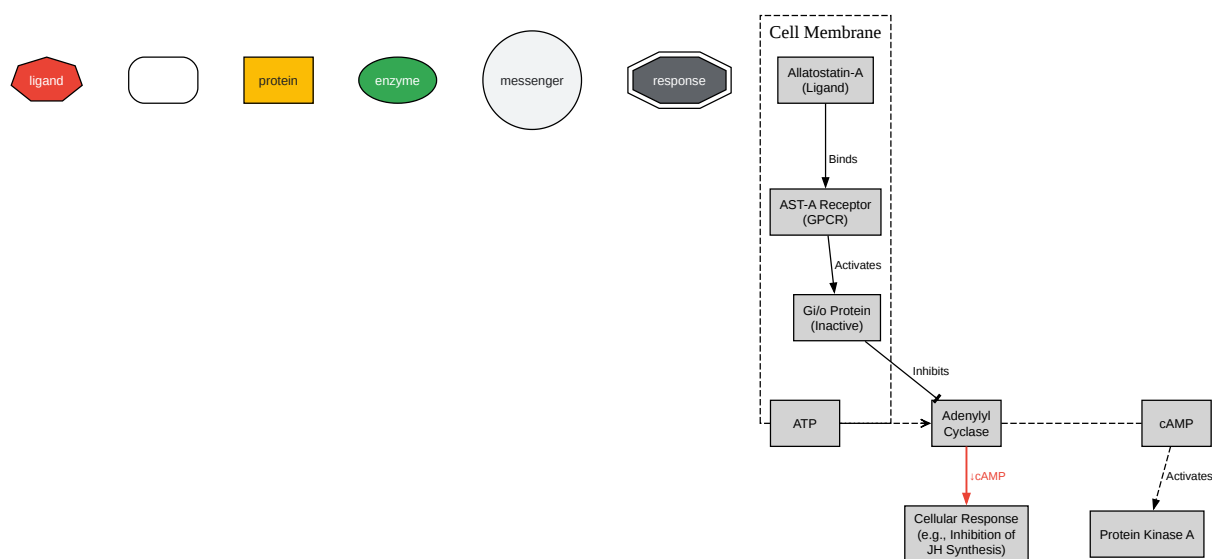 Cell Membrane
ligand
protein
enzyme
messenger
response
Allatostatin-A
(Ligand)
Binds
AST-A Receptor
(GPCR)
Activates
Gi/o Protein
(Inactive)
Inhibits
ATP
Adenylyl
Cyclase
cAMP
↓cAMP
Activates
Cellular Response
(e.g., Inhibition of
JH Synthesis)
Protein Kinase A